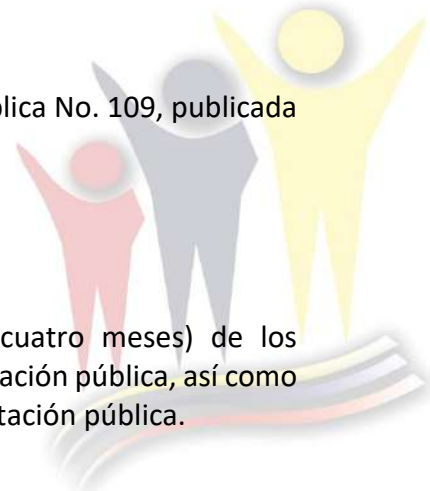 blica No. 109, publicada
cuatro meses) de los
ación pública, así como
tación pública.